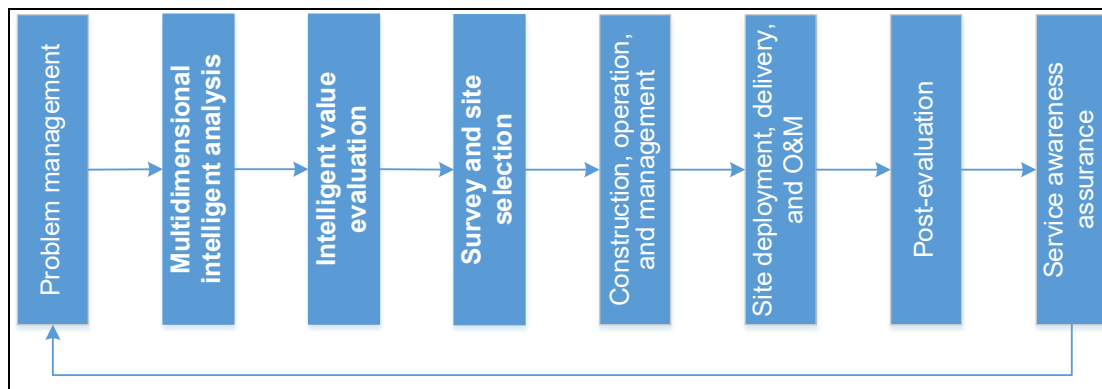 Problem management
Multidimensional
intelligent analysis
Intelligent value
evaluation
Survey and site
selection
Construction, operation,
and management
Site deployment, delivery,
and O&M
Post-evaluation
Service awareness
assurance